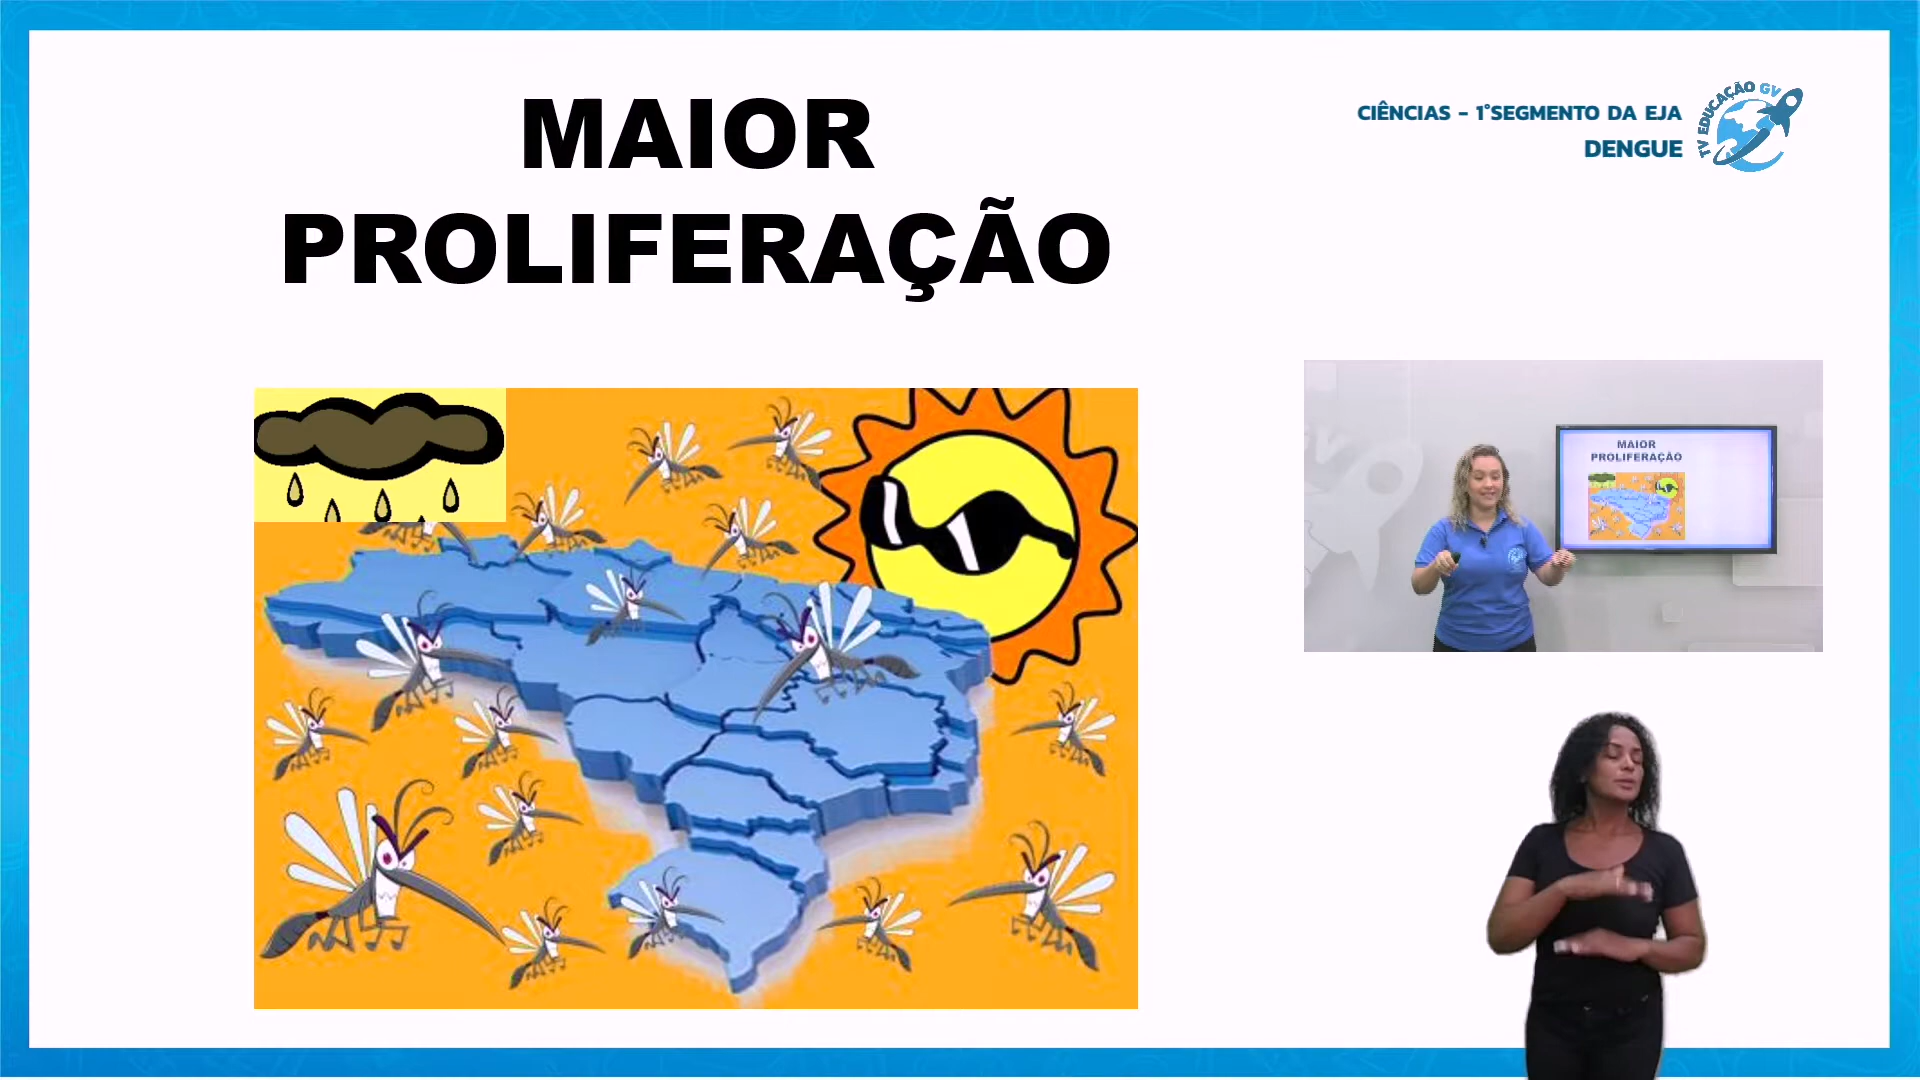 MAIOR
PROLIFERAÇÃO
CIÊNCIAS - 1°SEGMENTO DA EJA
DENGUE
TV EDUCAÇÃO GV
MAIOR
PROLIFERAÇÃO